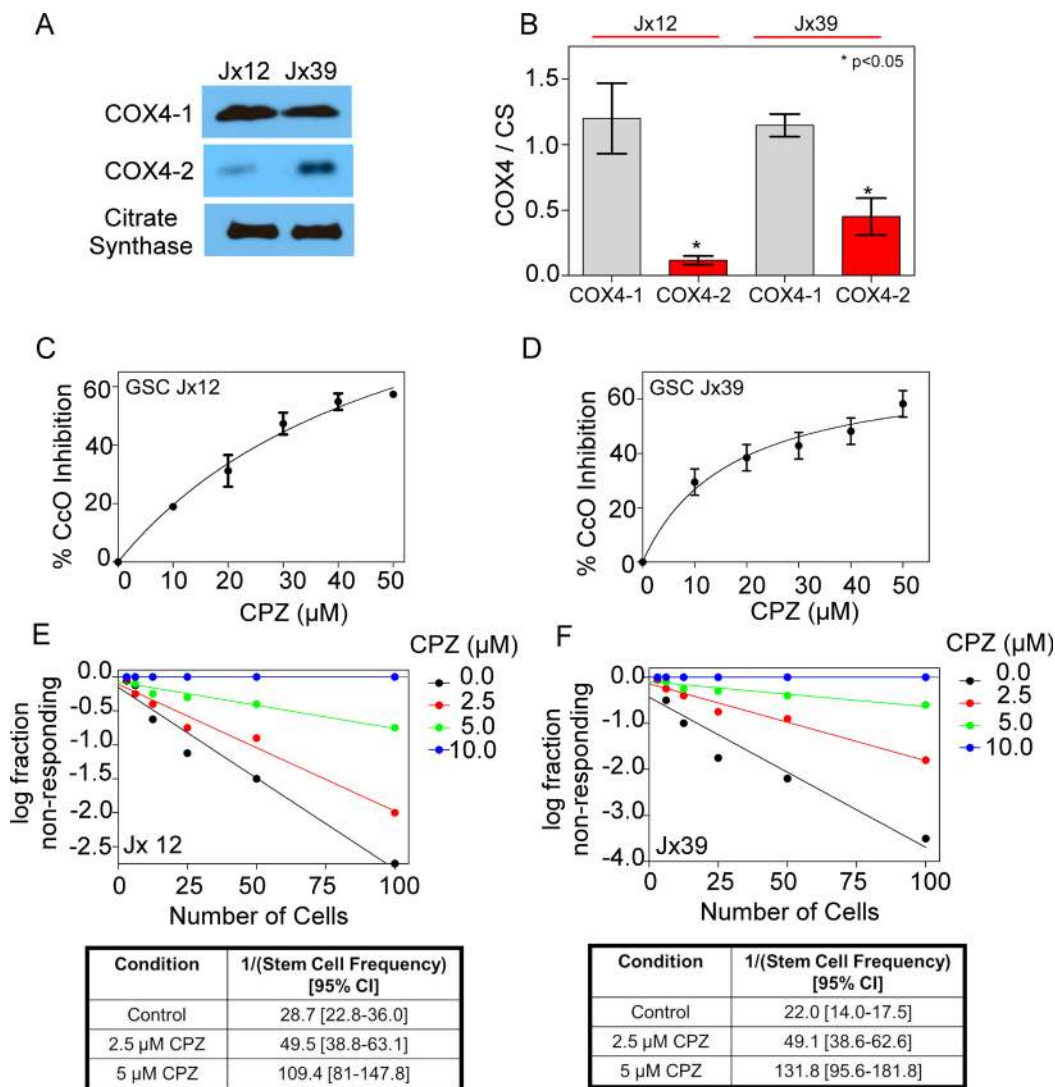 A
Jx12 Jx39
COX4-1
COX4-2
Citrate
Synthase
B
Jx12 Jx39
* p<0.05
COX4 / CS
1.5
1.0
0.5
0.0
* *
COX4-1 COX4-2 COX4-1 COX4-2
C
GSC Jx12
% CcO Inhibition
60
40
20
0
0 10 20 30 40 50
CPZ (µM)
D
GSC Jx39
% CcO Inhibition
60
40
20
0
0 10 20 30 40 50
CPZ (µM)
E
CPZ (µM)
0.0
2.5
5.0
10.0
log fraction
non-responding
0.0
-0.5
-1.0
-1.5
-2.0
-2.5
Jx 12
0 25 50 75 100
Number of Cells
F
CPZ (µM)
0.0
2.5
5.0
10.0
log fraction
non-responding
0.0
-1.0
-2.0
-3.0
-4.0
Jx39
0 25 50 75 100
Number of Cells
Condition 1/(Stem Cell Frequency)
[95% CI]
Control 28.7 [22.8-36.0]
2.5 µM CPZ 49.5 [38.8-63.1]
5 µM CPZ 109.4 [81-147.8]
Condition 1/(Stem Cell Frequency)
[95% CI]
Control 22.0 [14.0-17.5]
2.5 µM CPZ 49.1 [38.6-62.6]
5 µM CPZ 131.8 [95.6-181.8]